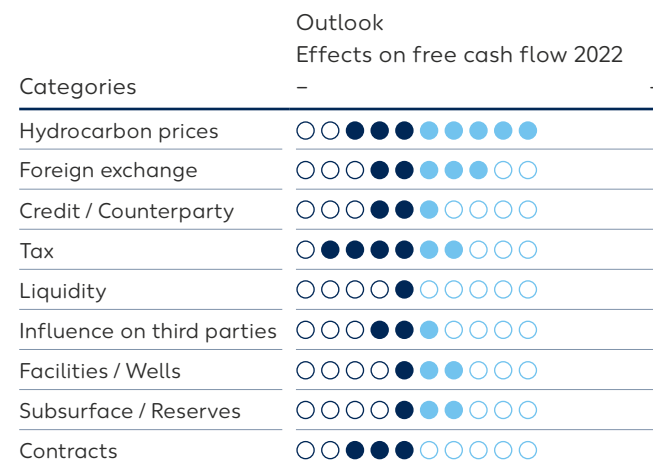 Outlook
Effects on free cash flow 2022
Categories –
Hydrocarbon prices
Foreign exchange
Credit / Counterparty
Tax
Liquidity
Influence on third parties
Facilities / Wells
Subsurface / Reserves
Contracts